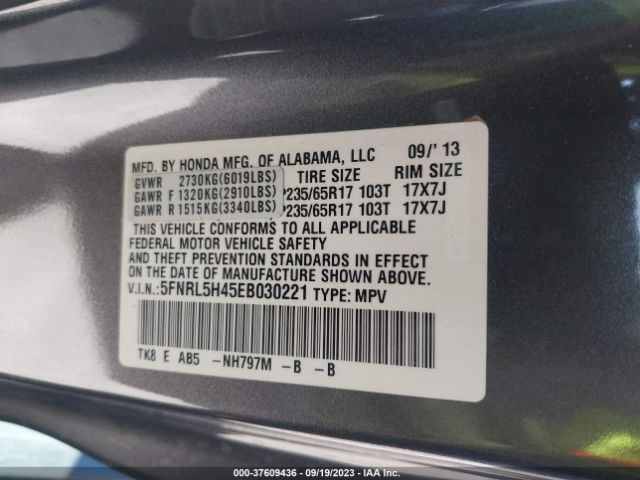 MFD. BY HONDA MFG. OF ALABAMA, LLC 09/' 13
TIRE SIZE RIM SIZE
GVWR 2730KG(6019LBS)
GAWR F 1320KG(2910LBS) P235/65R17 103T 17X7J
GAWR R 1515KG(3340LBS) P235/65R17 103T 17X7J
THIS VEHICLE CONFORMS TO ALL APPLICABLE
FEDERAL MOTOR VEHICLE SAFETY
AND THEFT PREVENTION STANDARDS IN EFFECT
ON THE DATE OF MANUFACTURE SHOWN ABOVE.
V.I.N.:5FNRL5H45EB030221 TYPE: MPV
TK8 E AB5 -NH797M -B -B
000-37609436 - 09/19/2023 - IAA Inc.